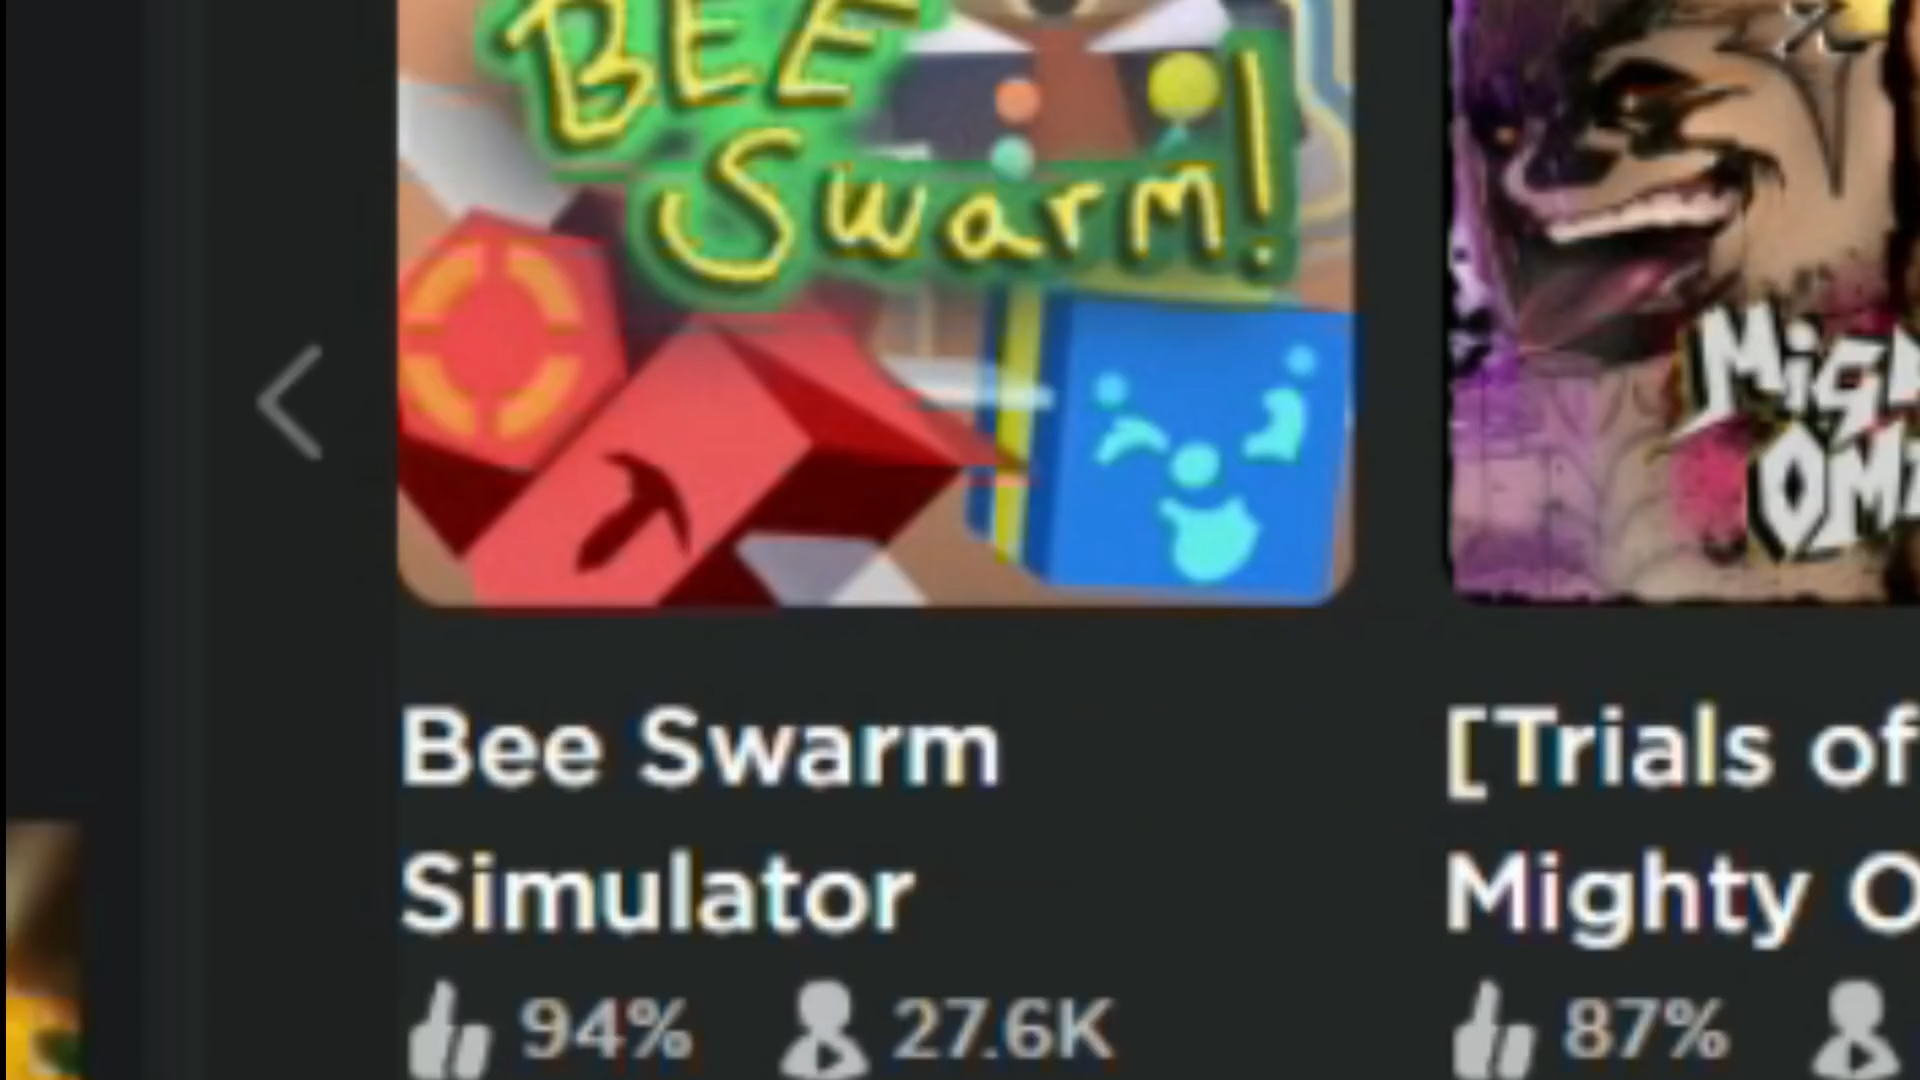 BEE
Swarm!
Bee Swarm
Simulator
94% 27.6K
[Trials of
Mighty
87%